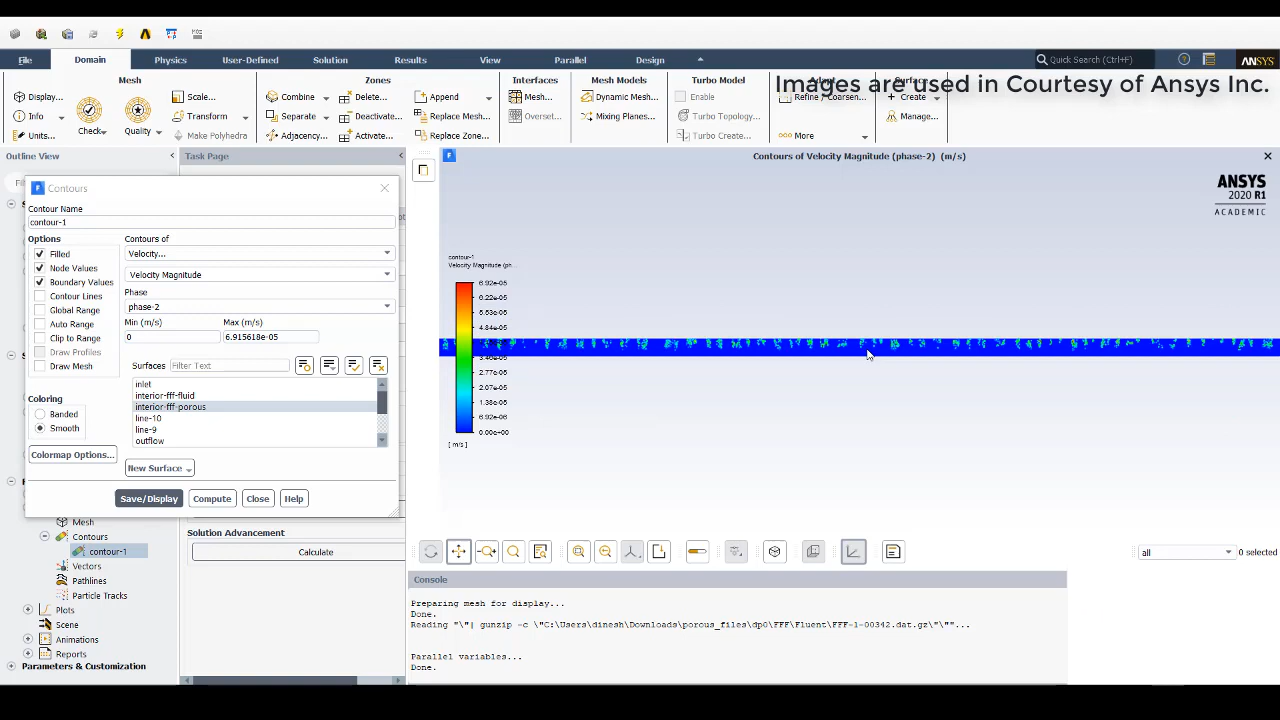 File
Domain
Physics
User-Defined
Solution
Results
View
Parallel
Design
Quick Search (Ctrl+F)
ANSYS
Images are used in Courtesy of Ansys Inc.
Mesh
Zones
Interfaces
Mesh Models
Turbo Model
Display...
Scale...
Combine
Delete...
Append
Mesh...
Dynamic Mesh...
Enable
Refine / Coarsen...
Create
Info
Transform
Separate
Deactivate...
Replace Mesh...
Overset...
Mixing Planes...
Turbo Topology...
Manage...
Units...
Check
Quality
Make Polyhedra
Adjacency...
Activate...
Replace Zone...
Turbo Create...
More
Outline View
Task Page
Contours of Velocity Magnitude (phase-2) (m/s)
ANSYS
2020 R1
ACADEMIC
Contours
Contour Name
contour-1
Options
Filled
Node Values
Boundary Values
Contour Lines
Global Range
Auto Range
Clip to Range
Draw Profiles
Draw Mesh
Coloring
Banded
Smooth
Colormap Options...
Contours of
Velocity...
Velocity Magnitude
Phase
phase-2
Min (m/s)
Max (m/s)
0
6.915618e-05
Surfaces
Filter Text
inlet
interior-fff-fluid
interior-fff-porous
line-10
line-9
outflow
New Surface
Save/Display
Compute
Close
Help
contour-1
Velocity Magnitude (ph...
6.92e-05
6.22e-05
5.53e-05
4.84e-05
3.46e-05
2.77e-05
2.07e-05
1.38e-05
6.92e-06
0.00e+00
[ m/s ]
Mesh
Contours
contour-1
Vectors
Pathlines
Particle Tracks
Plots
Scene
Animations
Reports
Parameters & Customization
Solution Advancement
Calculate
all
0 selected
Console
Preparing mesh for display...
Done.
Reading "\"| gunzip -c \"C:\Users\dinesh\Downloads\porous_files\dp0\FFF\Fluent\FFF-1-00342.dat.gz\"\""...
Parallel variables...
Done.